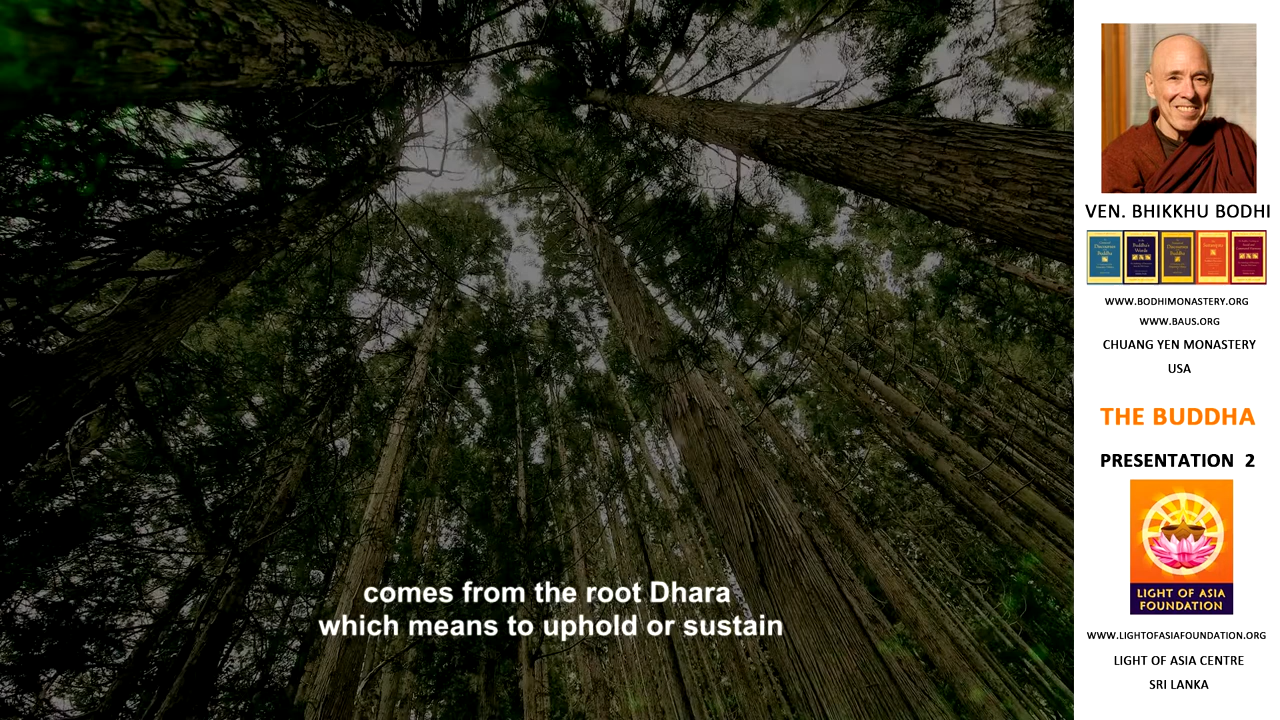 comes from the root Dhara
which means to uphold or sustain
VEN. BHIKKHU BODHI
WWW.BODHIMONASTERY.ORG
WWW.BAUS.ORG
CHUANG YEN MONASTERY
USA
THE BUDDHA
PRESENTATION 2
LIGHT OF ASIA
FOUNDATION
WWW.LIGHTOFASIAFOUNDATION.ORG
LIGHT OF ASIA CENTRE
SRI LANKA